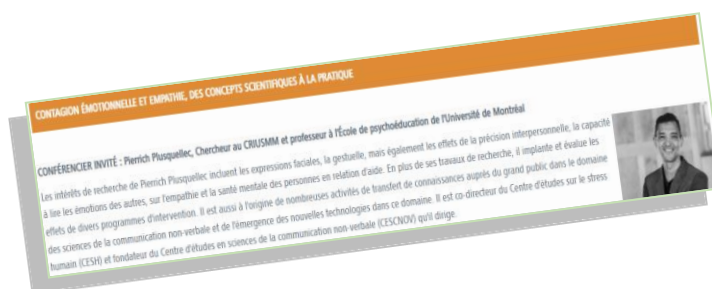 CONTAGION ÉMOTIONNELLE ET EMPATHIE, DES CONCEPTS SCIENTIFIQUES À LA PRATIQUE
CONFÉRENCIER INVITÉ : Pierrich Plusquellec, Chercheur au CRIUSMM et professeur à l'École de psychoéducation de l'Université de Montréal
Les intérêts de recherche de Pierrich Plusquellec incluent les expressions faciales, la gestuelle, mais également les effets de la précision interpersonnelle, la capacité
à lire les émotions des autres, sur l'empathie et la santé mentale des personnes en relation d'aide. En plus de ses travaux de recherche, il implante et évalue les
effets de divers programmes d'intervention. Il est aussi à l'origine de nombreuses activités de transfert de connaissances auprès du grand public dans le domaine
des sciences de la communication non-verbale et de l'émergence des nouvelles technologies dans ce domaine. Il est co-directeur du Centre d'études sur le stress
humain (CESH) et fondateur du Centre d'études en sciences de la communication non-verbale (CESCNOV) qu'il dirige.